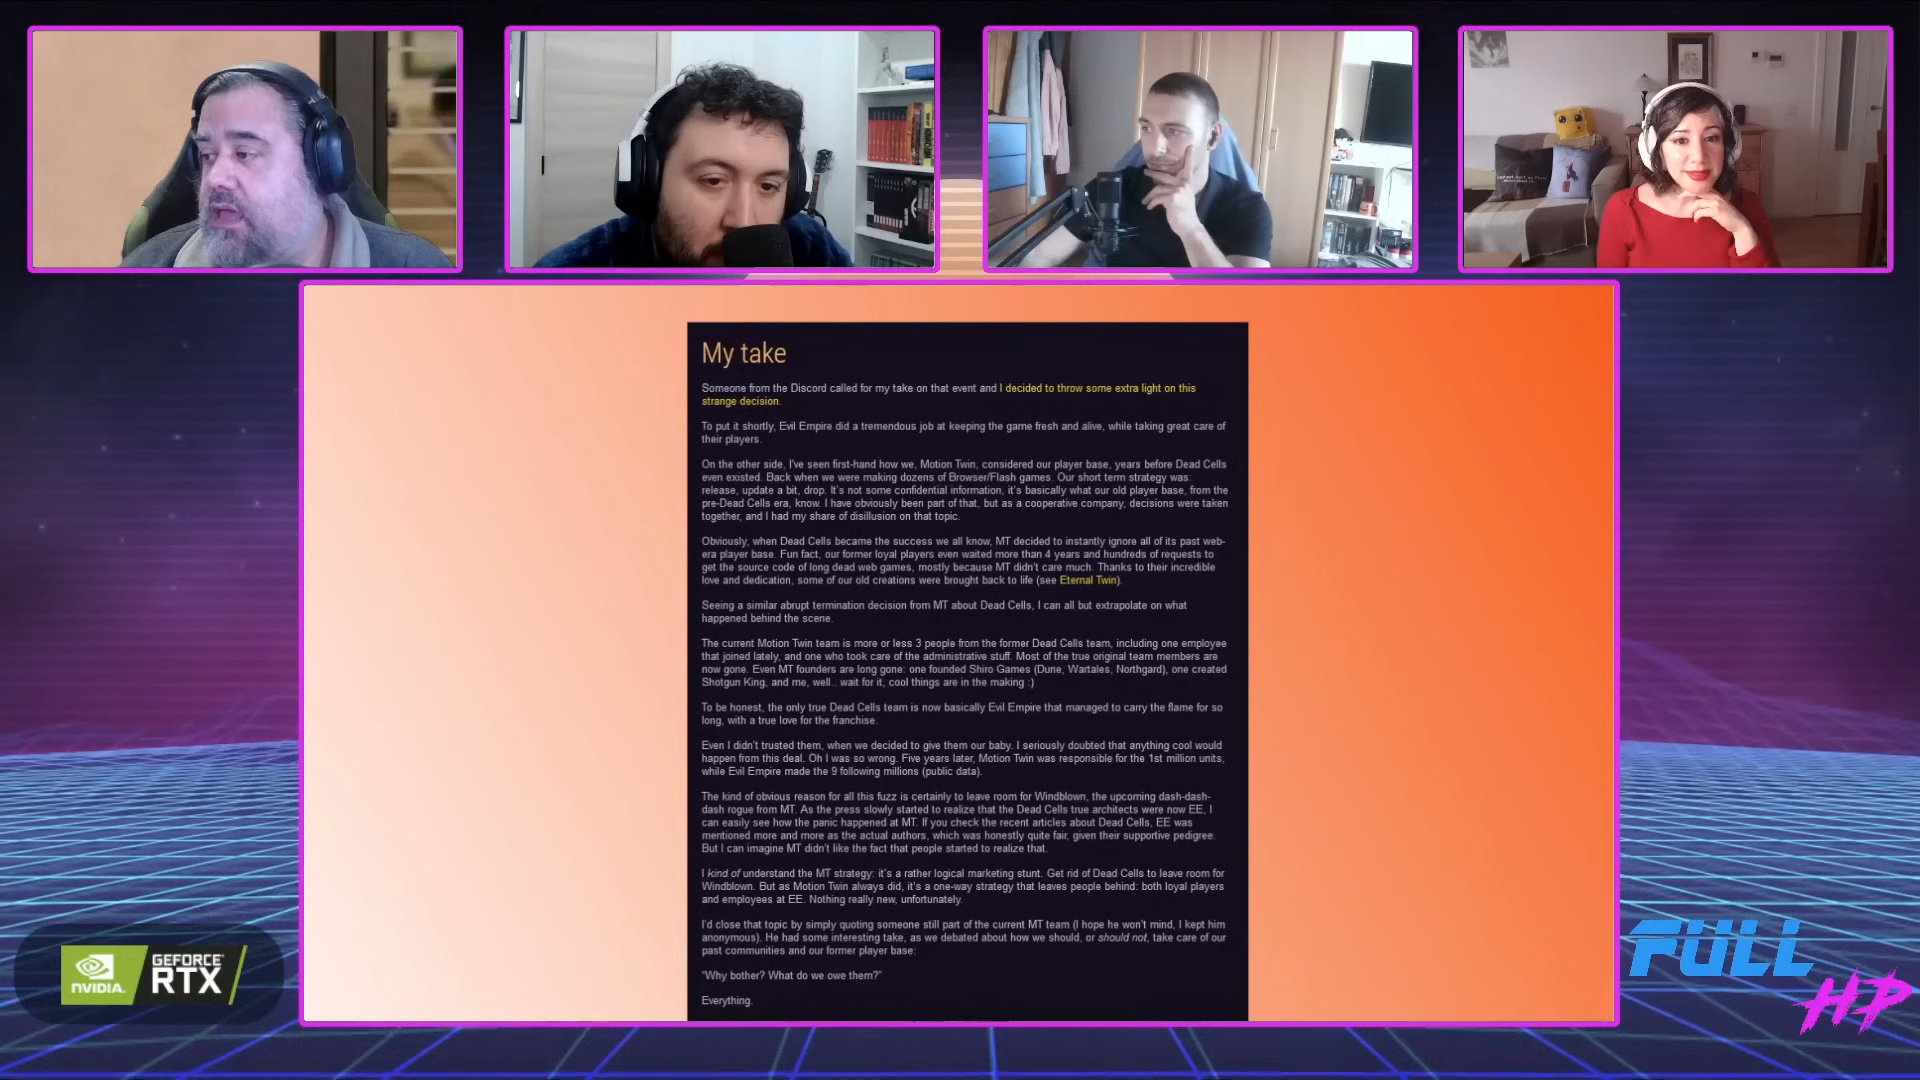 My take
Someone from the Discord called for my take on that event and I decided to throw some extra light on this
strange decision.
To put it shortly, Evil Empire did a tremendous job at keeping the game fresh and alive, while taking great care of
their players.
On the other side, I've seen first-hand how we, Motion Twin, considered our player base, years before Dead Cells
even existed. Back when we were making dozens of Browser/Flash games. Our short term strategy was:
release, update a bit, drop. It's not some confidential information, it's basically what our old player base, from the
pre-Dead Cells era, know. I have obviously been part of that, but as a cooperative company, decisions were taken
together, and I had my share of disillusion on that topic.
Obviously, when Dead Cells became the success we all know, MT decided to instantly ignore all of its past web-
era player base. Fun fact, our former loyal players even waited more than 4 years and hundreds of requests to
get the source code of long dead web games, mostly because MT didn't care much. Thanks to their incredible
love and dedication, some of our old creations were brought back to life (see Eternal Twin).
Seeing a similar abrupt termination decision from MT about Dead Cells, I can all but extrapolate on what
happened behind the scene.
The current Motion Twin team is more or less 3 people from the former Dead Cells team, including one employee
that joined lately, and one who took care of the administrative stuff. Most of the true original team members are
now gone. Even MT founders are long gone: one founded Shiro Games (Dune, Wartales, Northgard), one created
Shotgun King, and me, well.. wait for it, cool things are in the making :)
To be honest, the only true Dead Cells team is now basically Evil Empire that managed to carry the flame for so
long, with a true love for the franchise.
Even I didn't trusted them, when we decided to give them our baby. I seriously doubted that anything cool would
happen from this deal. Oh I was so wrong. Five years later, Motion Twin was responsible for the 1st million units,
while Evil Empire made the 9 following millions (public data).
The kind of obvious reason for all this fuzz is certainly to leave room for Windblown, the upcoming dash-dash-
dash rogue from MT. As the press slowly started to realize that the Dead Cells true architects were now EE, I
can easily see how the panic happened at MT. If you check the recent articles about Dead Cells, EE was
mentioned more and more as the actual authors, which was honestly quite fair, given their supportive pedigree.
But I can imagine MT didn't like the fact that people started to realize that.
I kind of understand the MT strategy: it's a rather logical marketing stunt. Get rid of Dead Cells to leave room for
Windblown. But as Motion Twin always did, it's a one-way strategy that leaves people behind: both loyal players
and employees at EE. Nothing really new, unfortunately.
I'd close that topic by simply quoting someone still part of the current MT team (I hope he won't mind, I kept him
anonymous). He had some interesting take, as we debated about how we should, or should not, take care of our
past communities and our former player base:
"Why bother? What do we owe them?"
Everything.
NVIDIA.
GEFORCE
RTX
FULL
HP